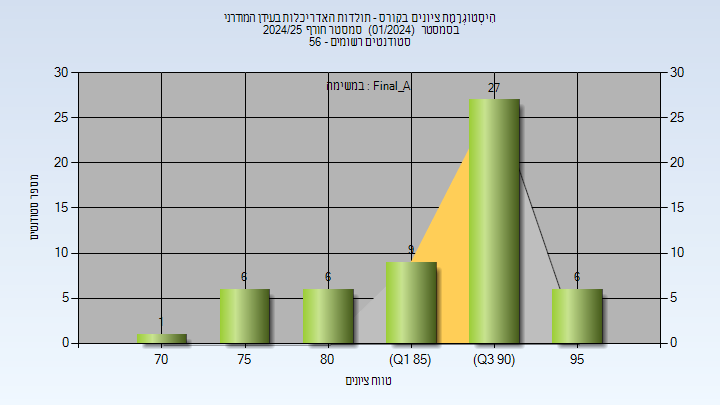 הִיסְטוֹגְרָמַת ציונים בקורס - תולדות האדריכלות בעידן המודרני
בסמסטר (01/2024) סמסטר חורף 2024/25
סטודנטים רשומים - 56
במשימה : Final_A
מספר סטודנטים
30 30
25 25
20 20
15 15
10 10
5 5
0 0
1 6 6 9 27 6
70 75 80 (Q1 85) (Q3 90) 95
טווח ציונים